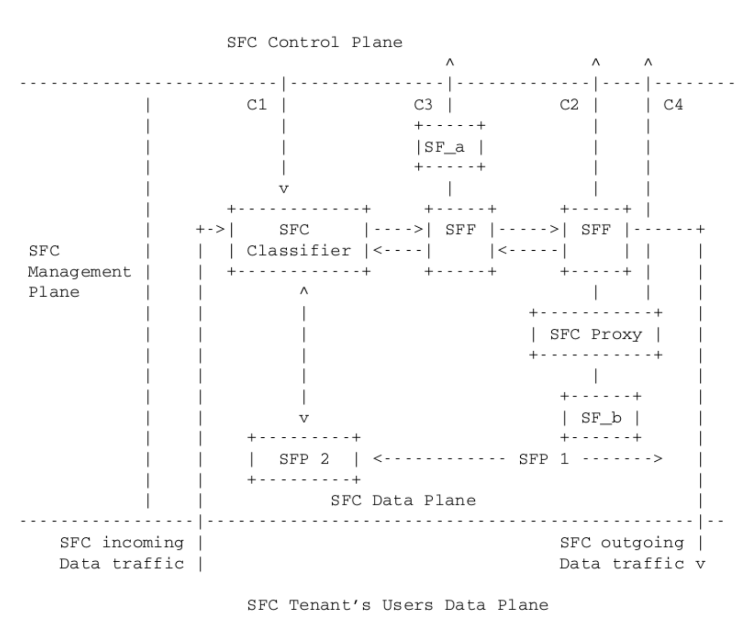 SFC Control Plane
C1 C3 C2 C4
SF_a
SFC SFF SFF
Classifier
SFC
Management
Plane
SFC Proxy
SF_b
SFP 2 SFP 1
SFC Data Plane
SFC incoming SFC outgoing
Data traffic Data traffic v
SFC Tenant's Users Data Plane